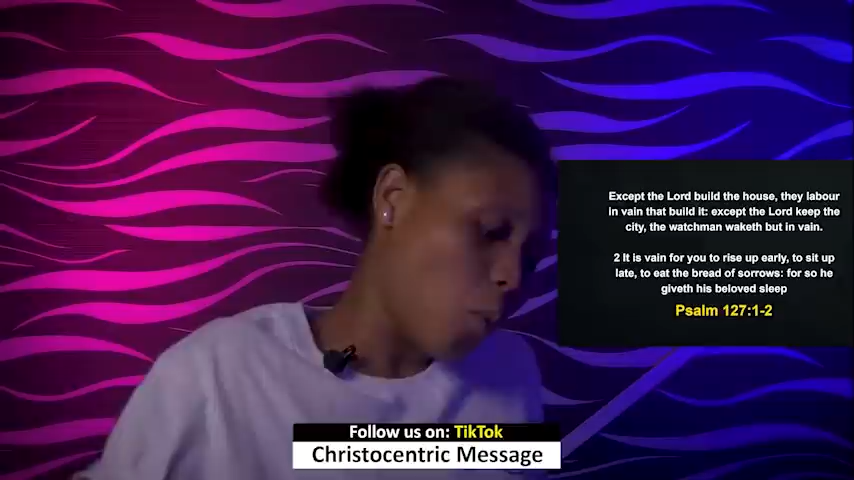 Except the Lord build the house, they labour
in vain that build it: except the Lord keep the
city, the watchman waketh but in vain.
2 It is vain for you to rise up early, to sit up
late, to eat the bread of sorrows: for so he
giveth his beloved sleep
Psalm 127:1-2
Follow us on: TikTok
Christocentric Message